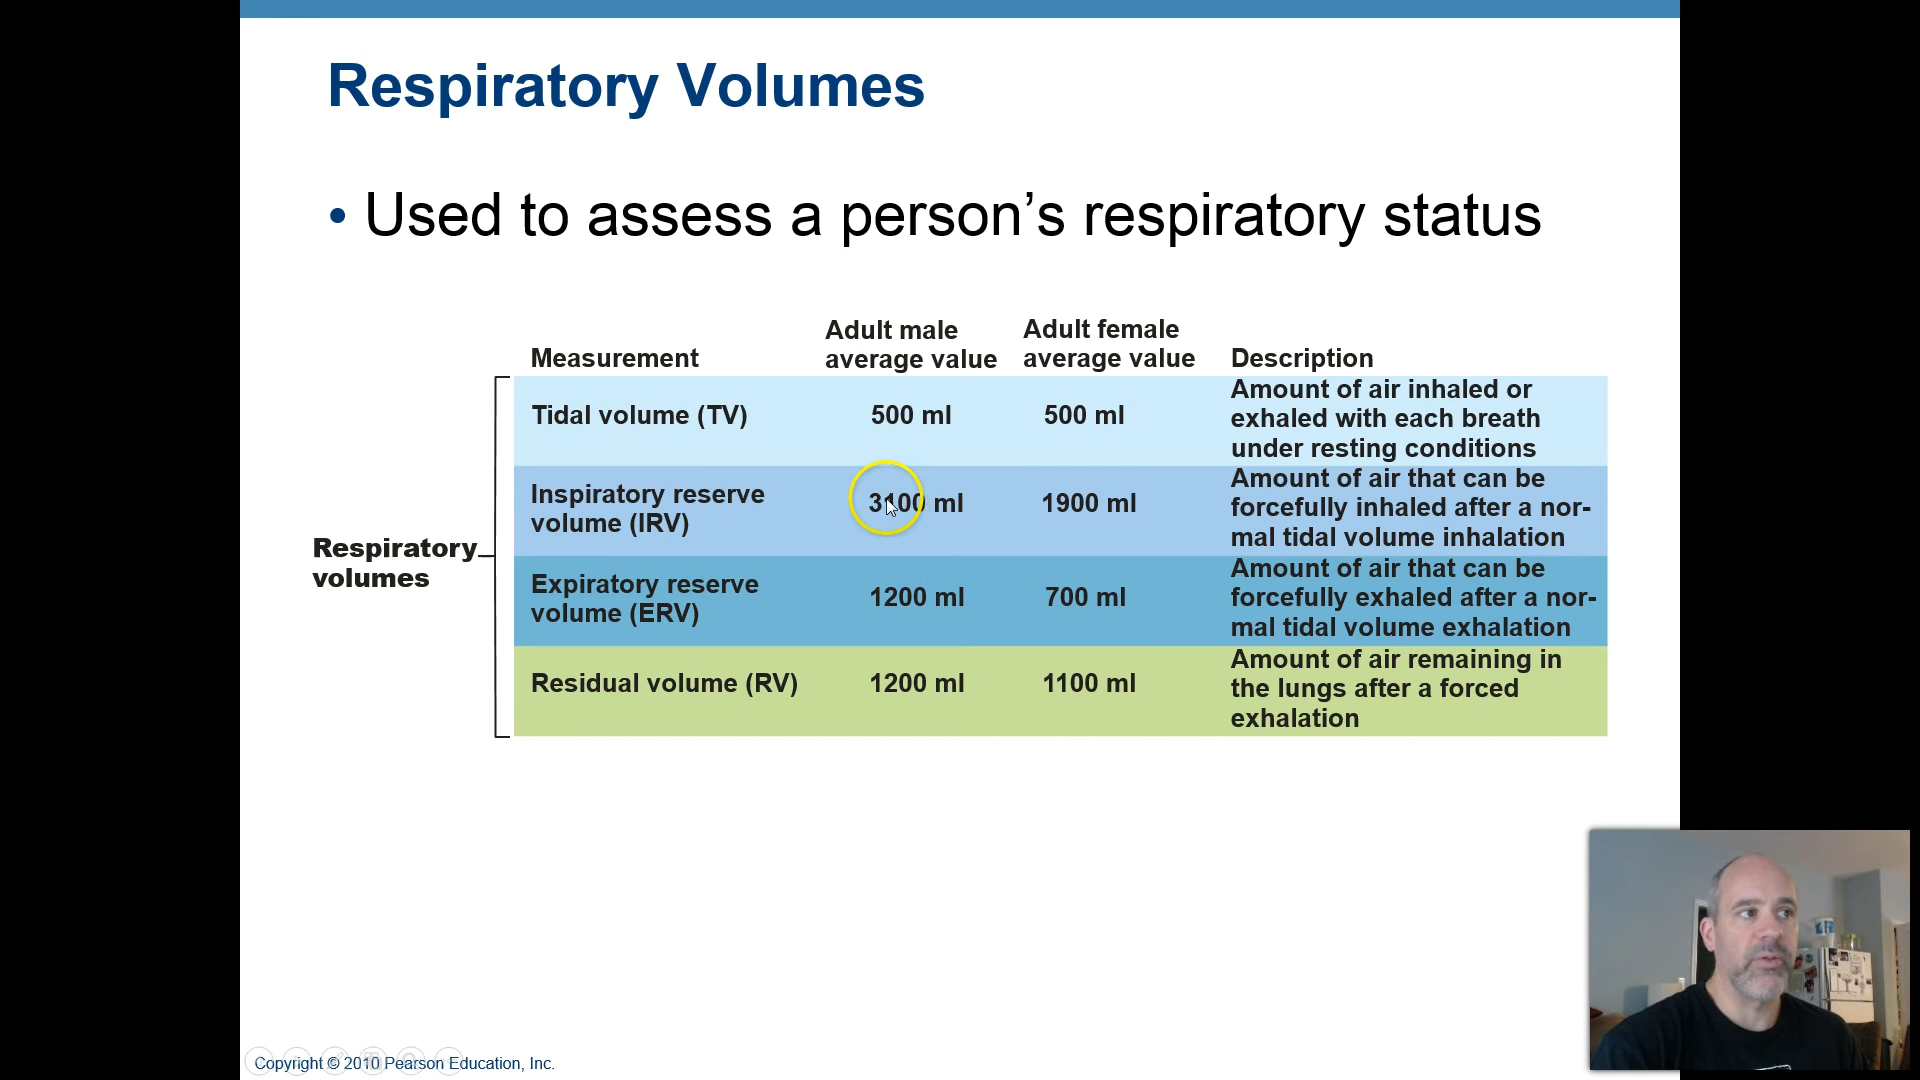 Respiratory Volumes
• Used to assess a person’s respiratory status
Measurement
Adult male
average value
Adult female
average value
Description
Respiratory
volumes
Tidal volume (TV)
500 ml
500 ml
Amount of air inhaled or
exhaled with each breath
under resting conditions
Inspiratory reserve
volume (IRV)
3100 ml
1900 ml
Amount of air that can be
forcefully inhaled after a nor-
mal tidal volume inhalation
Expiratory reserve
volume (ERV)
1200 ml
700 ml
Amount of air that can be
forcefully exhaled after a nor-
mal tidal volume exhalation
Residual volume (RV)
1200 ml
1100 ml
Amount of air remaining in
the lungs after a forced
exhalation
Copyright © 2010 Pearson Education, Inc.